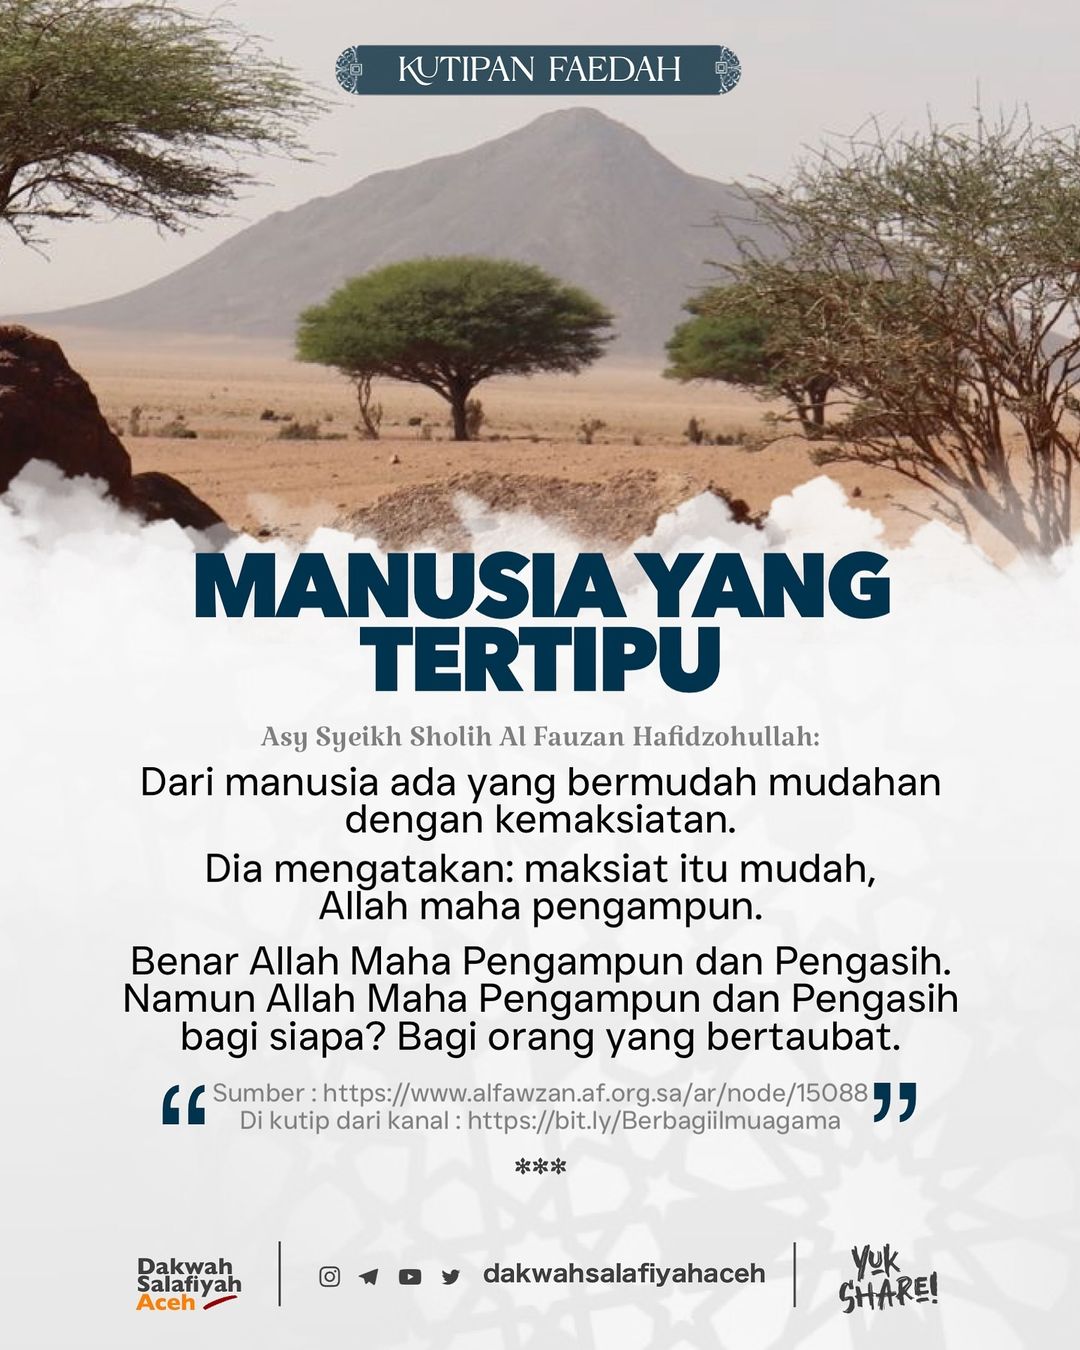 KUTIPAN FAEDAH
MANUSIA YANG
TERTIPU
Asy Syeikh Sholih Al Fauzan Hafidzohullah:
Dari manusia ada yang bermudah mudahan
dengan kemaksiatan.
Dia mengatakan: maksiat itu mudah,
Allah maha pengampun.
Benar Allah Maha Pengampun dan Pengasih.
Namun Allah Maha Pengampun dan Pengasih
bagi siapa? Bagi orang yang bertaubat.
“ Sumber : https://www.alfawzan.af.org.sa/ar/node/15088 ”
Di kutip dari kanal : https://bit.ly/Berbagiilmuagama
***
Dakwah
Salafiyah
Aceh
dakwahsalafiyahaceh
YUK
SHARE!